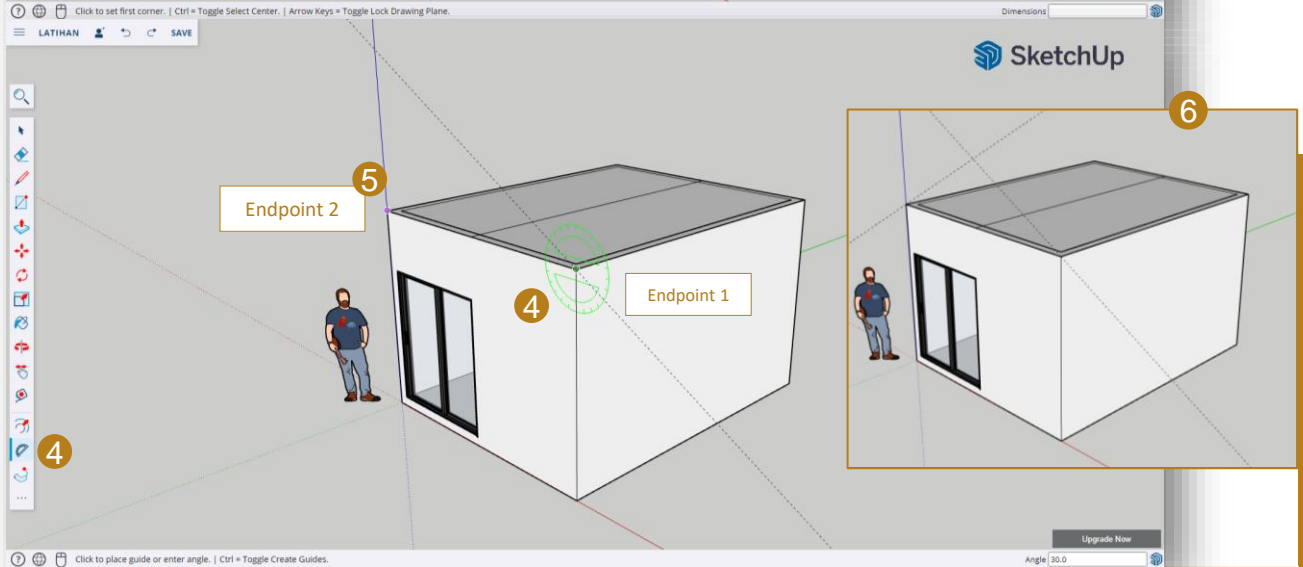 Click to set first corner. | Ctrl = Toggle Select Center. | Arrow Keys = Toggle Lock Drawing Plane.
Dimensions
LATIHAN
SAVE
SketchUp
6
5
Endpoint 2
4
Endpoint 1
4
Upgrade Now
Click to place guide or enter angle. | Ctrl = Toggle Create Guides.
Angle 30.0